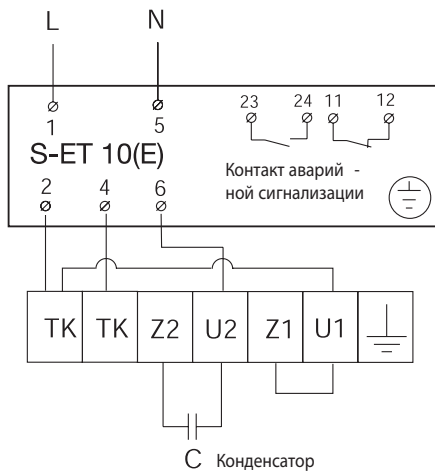 L N
1 5 23 24 11 12
S-ET 10(E)
2 4 6
Контакт аварий -
ной сигнализации
TK TK Z2 U2 Z1 U1
C Конденсатор